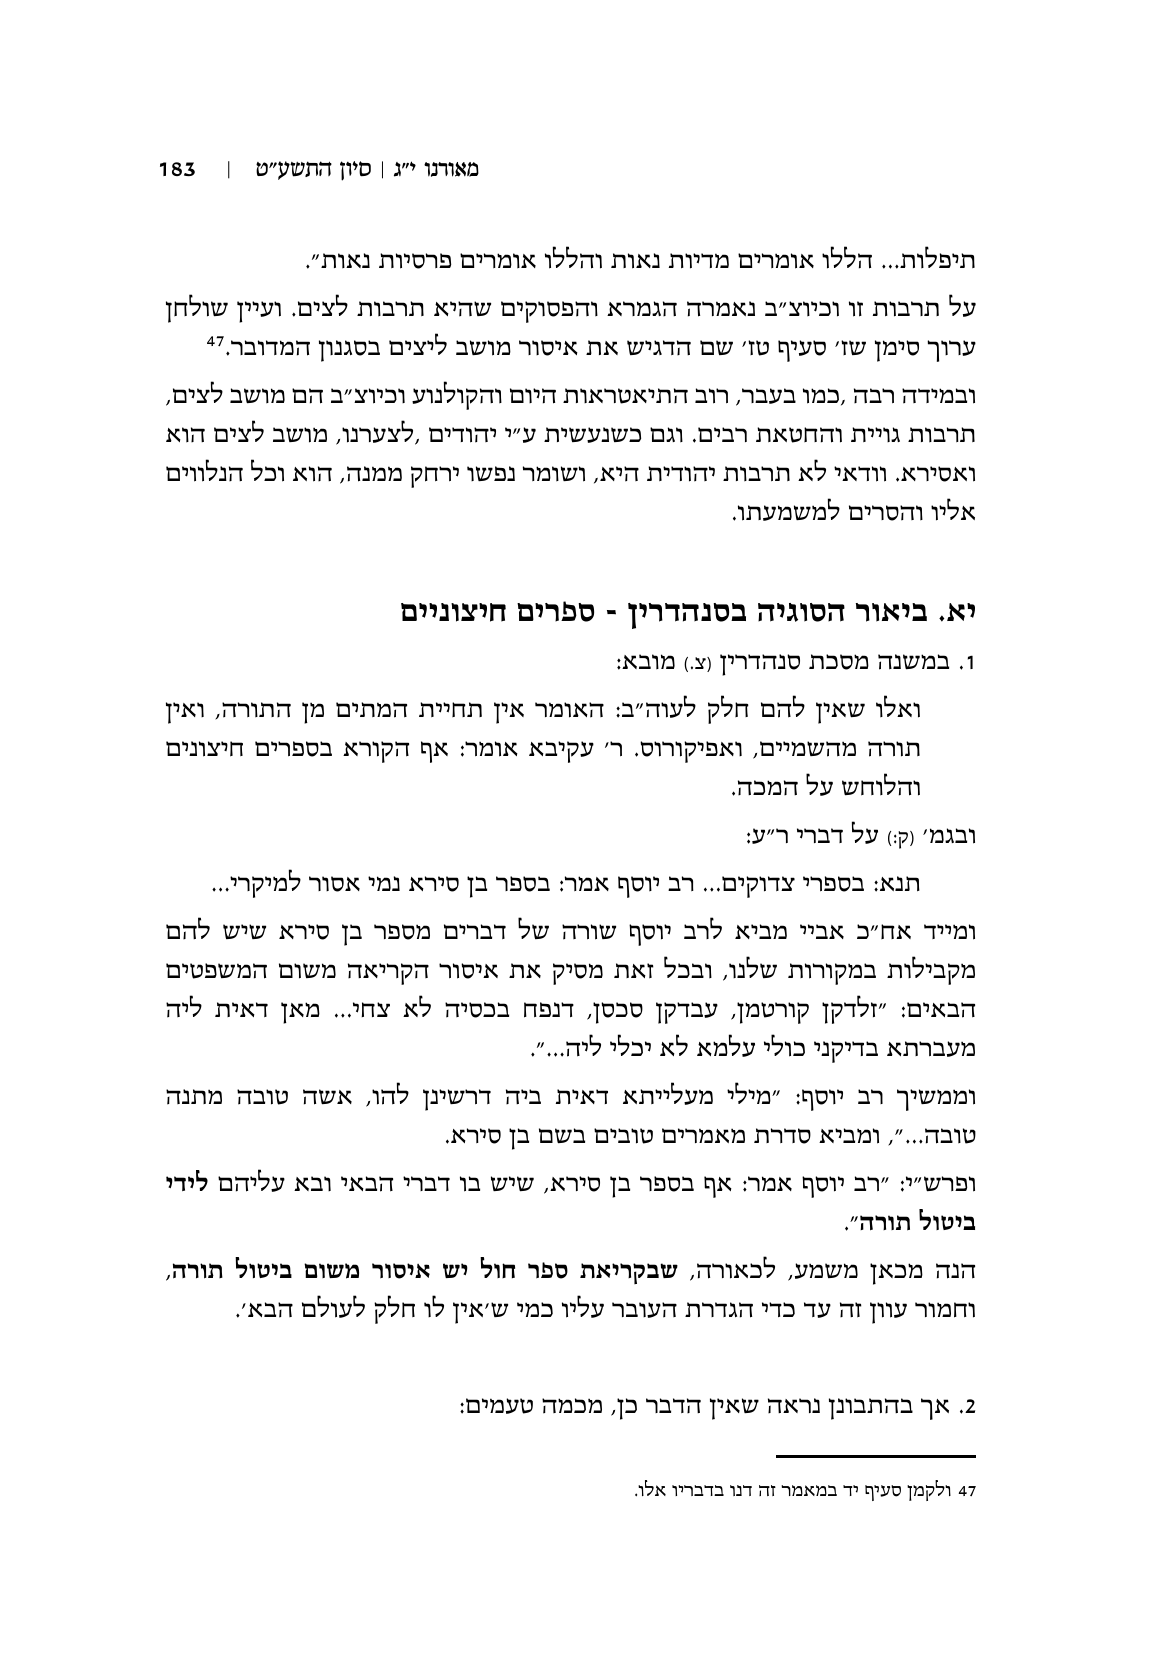 מאורנו י״ג | סיון התשע״ט | 183
תיפלות... הללו אומרים מדיות נאות והללו אומרים פרסיות נאות״.
על תרבות זו וכיוצ״ב נאמרה הגמרא והפסוקים שהיא תרבות לצים. ועיין שולחן
ערוך סימן שז׳ סעיף טז׳ שם הדגיש את איסור מושב ליצים בסגנון המדובר.47
ובמידה רבה ,כמו בעבר, רוב התיאטראות היום והקולנוע וכיוצ״ב הם מושב לצים,
תרבות גויית והחטאת רבים. וגם כשנעשית ע״י יהודים ,לצערנו, מושב לצים הוא
ואסירא. וודאי לא תרבות יהודית היא, ושומר נפשו ירחק ממנה, הוא וכל הנלווים
אליו והסרים למשמעתו.
יא. ביאור הסוגיה בסנהדרין - ספרים חיצוניים
1. במשנה מסכת סנהדרין (צ.) מובא:
ואלו שאין להם חלק לעוה״ב: האומר אין תחיית המתים מן התורה, ואין
תורה מהשמיים, ואפיקורוס. ר׳ עקיבא אומר: אף הקורא בספרים חיצונים
והלוחש על המכה.
ובגמ׳ (ק:) על דברי ר״ע:
תנא: בספרי צדוקים... רב יוסף אמר: בספר בן סירא נמי אסור למיקרי...
ומייד אח״כ אביי מביא לרב יוסף שורה של דברים מספר בן סירא שיש להם
מקבילות במקורות שלנו, ובכל זאת מסיק את איסור הקריאה משום המשפטים
הבאים: ״זלדקן קורטמן, עבדקן סכסן, דנפח בכסיה לא צחי... מאן דאית ליה
מעברתא בדיקני כולי עלמא לא יכלי ליה...״.
וממשיך רב יוסף: ״מילי מעלייתא דאית ביה דרשינן להו, אשה טובה מתנה
טובה...״, ומביא סדרת מאמרים טובים בשם בן סירא.
ופרש״י: ״רב יוסף אמר: אף בספר בן סירא, שיש בו דברי הבאי ובא עליהם לידי
ביטול תורה״.
הנה מכאן משמע, לכאורה, שבקריאת ספר חול יש איסור משום ביטול תורה,
וחמור עוון זה עד כדי הגדרת העובר עליו כמי ש׳אין לו חלק לעולם הבא׳.
2. אך בהתבונן נראה שאין הדבר כן, מכמה טעמים:
47 ולקמן סעיף יד במאמר זה דנו בדבריו אלו.